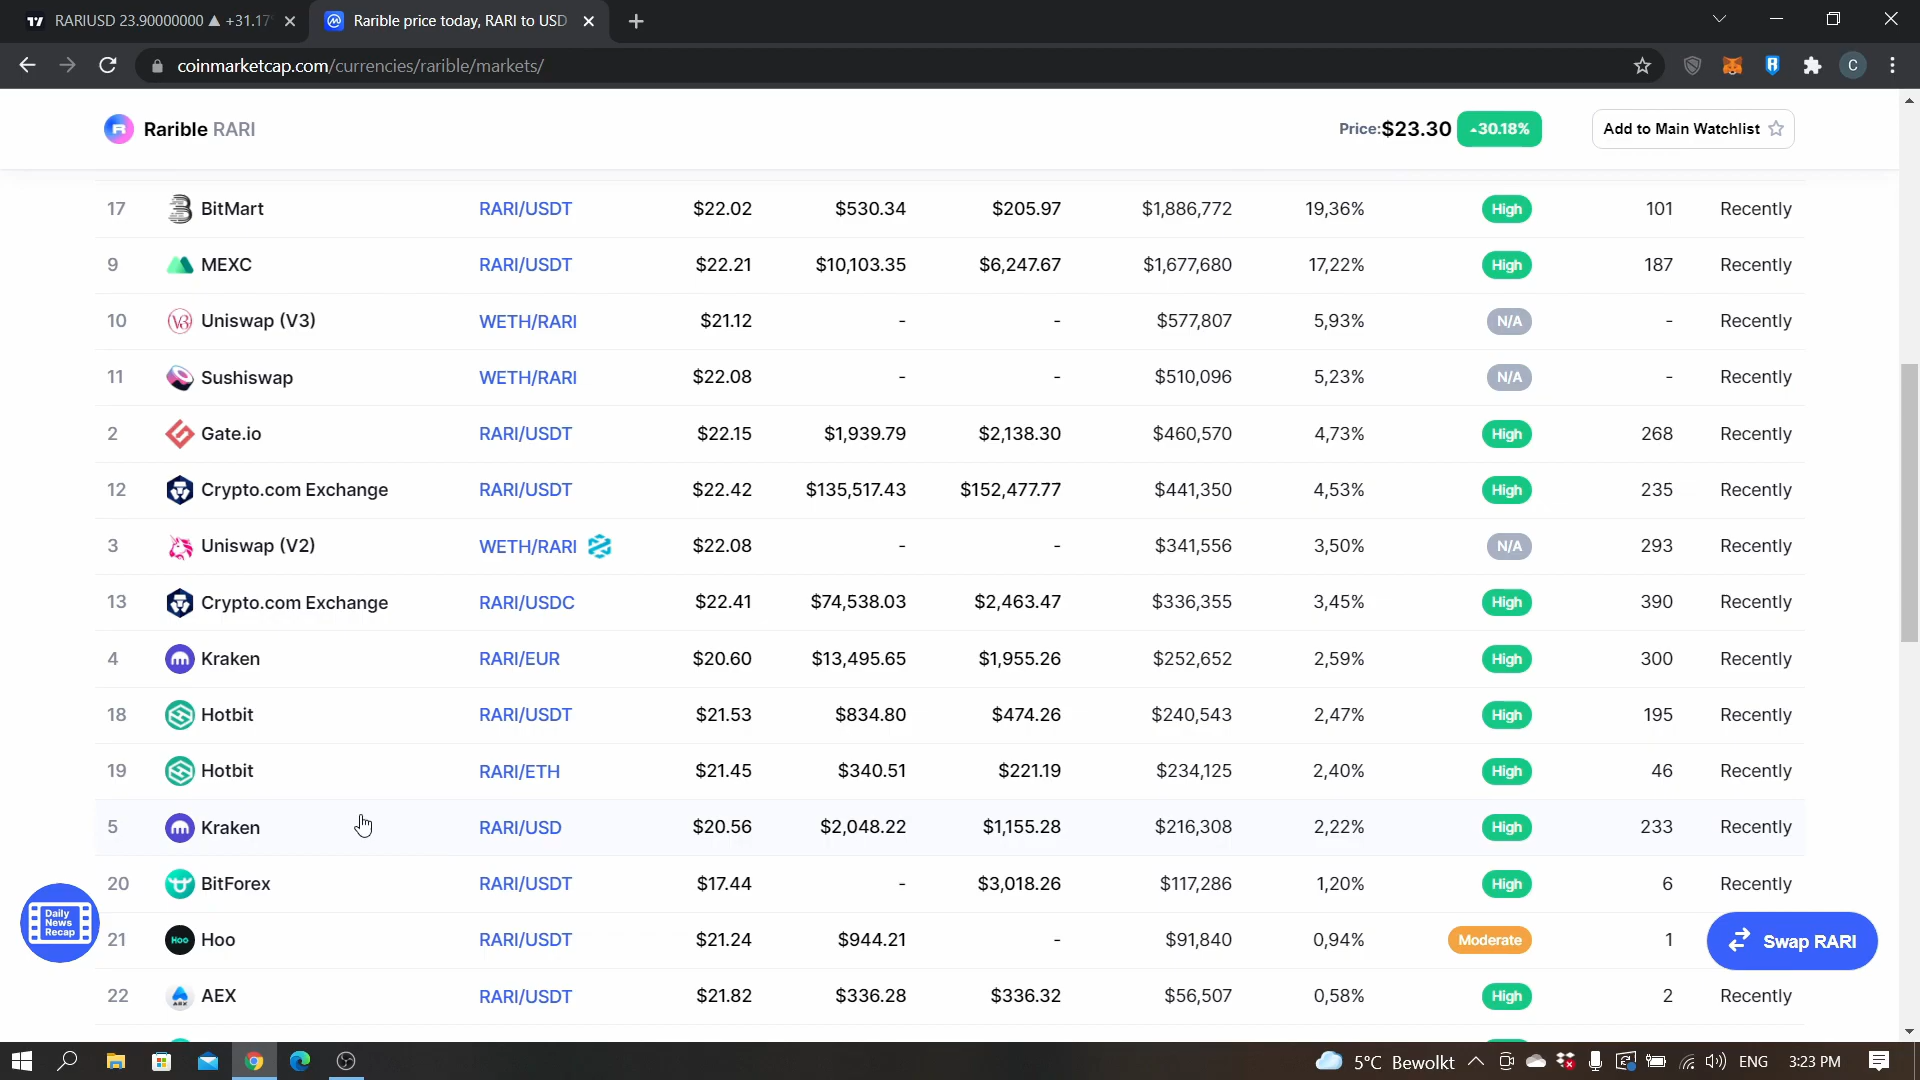 RARIUSD 23.90000000 ▲ +31.17
Rarible price today, RARI to USD
coinmarketcap.com/currencies/rarible/markets/
C
Rarible RARI
Price:$23.30
30.18%
Add to Main Watchlist
17 BitMart RARI/USDT $22.02 $530.34 $205.97 $1,886,772 19,36% High 101 Recently
9 MEXC RARI/USDT $22.21 $10,103.35 $6,247.67 $1,677,680 17,22% High 187 Recently
10 Uniswap (V3) WETH/RARI $21.12 - - $577,807 5,93% N/A - Recently
11 Sushiswap WETH/RARI $22.08 - - $510,096 5,23% N/A - Recently
2 Gate.io RARI/USDT $22.15 $1,939.79 $2,138.30 $460,570 4,73% High 268 Recently
12 Crypto.com Exchange RARI/USDT $22.42 $135,517.43 $152,477.77 $441,350 4,53% High 235 Recently
3 Uniswap (V2) WETH/RARI $22.08 - - $341,556 3,50% N/A 293 Recently
13 Crypto.com Exchange RARI/USDC $22.41 $74,538.03 $2,463.47 $336,355 3,45% High 390 Recently
4 Kraken RARI/EUR $20.60 $13,495.65 $1,955.26 $252,652 2,59% High 300 Recently
18 Hotbit RARI/USDT $21.53 $834.80 $474.26 $240,543 2,47% High 195 Recently
19 Hotbit RARI/ETH $21.45 $340.51 $221.19 $234,125 2,40% High 46 Recently
5 Kraken RARI/USD $20.56 $2,048.22 $1,155.28 $216,308 2,22% High 233 Recently
20 BitForex RARI/USDT $17.44 - $3,018.26 $117,286 1,20% High 6 Recently
Daily
News
Recap
21 Hoo RARI/USDT $21.24 $944.21 - $91,840 0,94% Moderate 1
Swap RARI
22 AEX RARI/USDT $21.82 $336.28 $336.32 $56,507 0,58% High 2 Recently
5°C Bewolkt ENG 3:23 PM